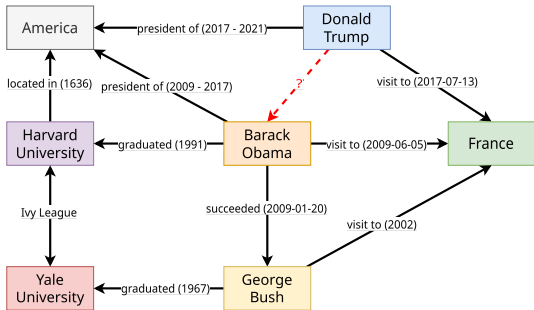 America
president of (2017 - 2021)
Donald
Trump
located in (1636)
president of (2009 - 2017)
?
visit to (2017-07-13)
Harvard
University
graduated (1991)
Barack
Obama
visit to (2009-06-05)
France
Ivy League
succeeded (2009-01-20)
visit to (2002)
Yale
University
graduated (1967)
George
Bush